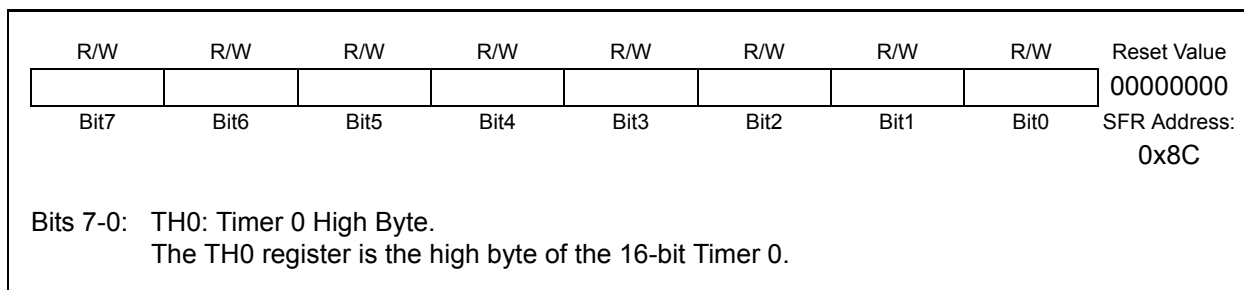 R/W R/W R/W R/W R/W R/W R/W R/W Reset Value
00000000
Bit7 Bit6 Bit5 Bit4 Bit3 Bit2 Bit1 Bit0 SFR Address:
0x8C
Bits 7-0: TH0: Timer 0 High Byte.
The TH0 register is the high byte of the 16-bit Timer 0.